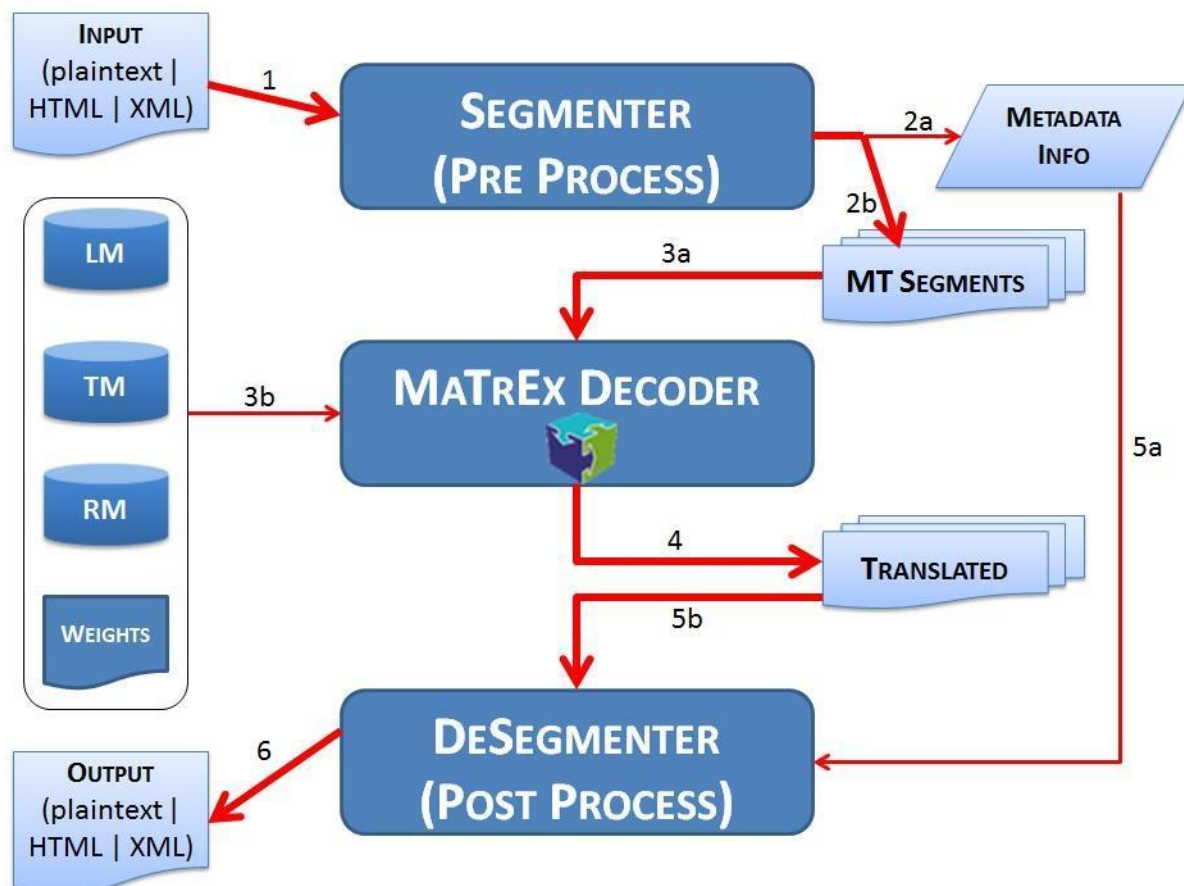 INPUT
(plaintext |
HTML | XML)
1
SEGMENTER
(PRE PROCESS)
2a
METADADA
INFO
2b
MT SEGMENTS
3a
LM
TM
RM
WEIGHTS
3b
MATREX DECODER
4
TRANSLATED
5a
5b
DESEGMENTER
(POST PROCESS)
6
OUTPUT
(plaintext |
HTML | XML)